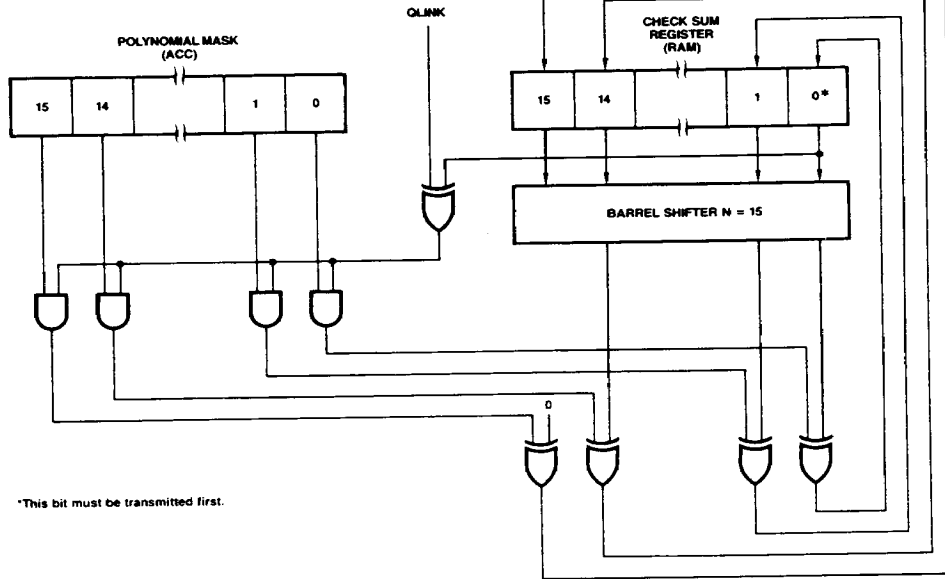 QLINK
POLYNOMIAL MASK
(ACC)
15 14 1 0
CHECK SUM
REGISTER
(RAM)
15 14 1 0*
BARREL SHIFTER N = 15
0
*This bit must be transmitted first.